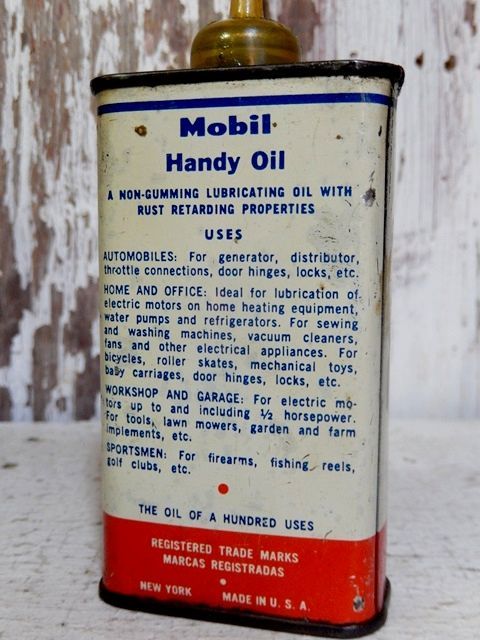 Mobil
Handy Oil
A NON-GUMMING LUBRICATING OIL WITH
RUST RETARDING PROPERTIES
USES
AUTOMOBILES: For generator, distributor,
throttle connections, door hinges, locks, etc.
HOME AND OFFICE: Ideal for lubrication of
electric motors on home heating equipment,
water pumps and refrigerators. For sewing
and washing machines, vacuum cleaners,
fans and other electrical appliances. For
bicycles, roller skates, mechanical toys,
baby carriages, door hinges, locks, etc.
WORKSHOP AND GARAGE: For electric mo-
tors up to and including ½ horsepower.
For tools, lawn mowers, garden and farm
implements, etc.
SPORTSMEN: For firearms, fishing reels,
golf clubs, etc.
THE OIL OF A HUNDRED USES
REGISTERED TRADE MARKS
MARCAS REGISTRADAS
NEW YORK MADE IN U. S. A.